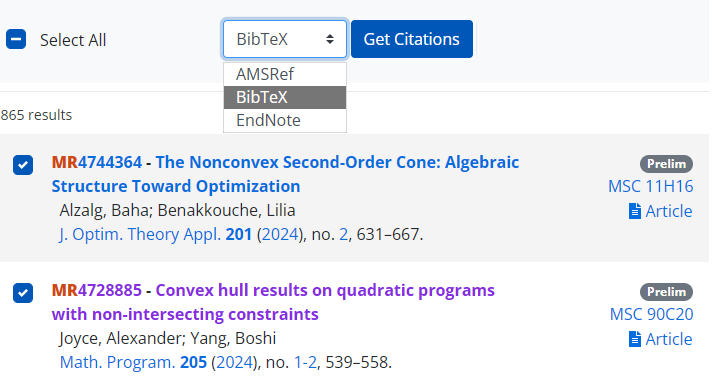 Select All BibTeX Get Citations
AMSRef
BibTeX
EndNote
865 results
MR4744364 - The Nonconvex Second-Order Cone: Algebraic Prelim
Structure Toward Optimization MSC 11H16
Alzalg, Baha; Benakkouche, Lilia Article
J. Optim. Theory Appl. 201 (2024), no. 2, 631–667.
MR4728885 - Convex hull results on quadratic programs Prelim
with non-intersecting constraints MSC 90C20
Joyce, Alexander; Yang, Boshi Article
Math. Program. 205 (2024), no. 1-2, 539–558.